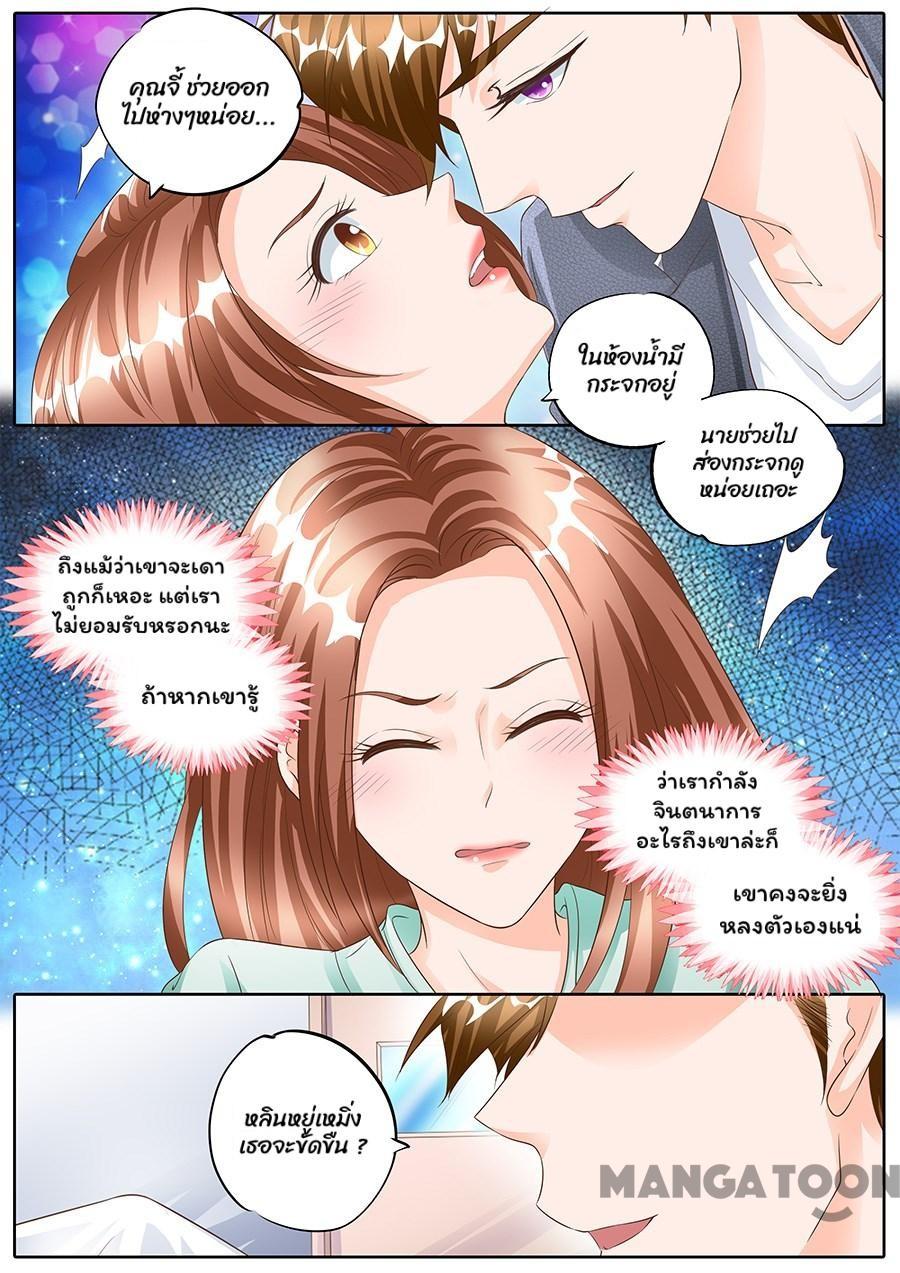 คุณจี้ ช่วยออก
ไปห่างๆหน่อย...
ในห้องน้ำมี
กระจกอยู่
นายช่วยไป
ส่องกระจกดู
หน่อยเถอะ
ถึงแม้ว่าเขาจะเดา
ถูกก็เหอะ แต่เรา
ไม่ยอมรับหรอกนะ
ถ้าหากเขารู้
ว่าเรากำลัง
จินตนาการ
อะไรถึงเขาล่ะก็
เขาคงจะยิ่ง
หลงตัวเองแน่
หลินหยู่เหมิ่ง
เธอจะขัดขืน ?
MANGATOON